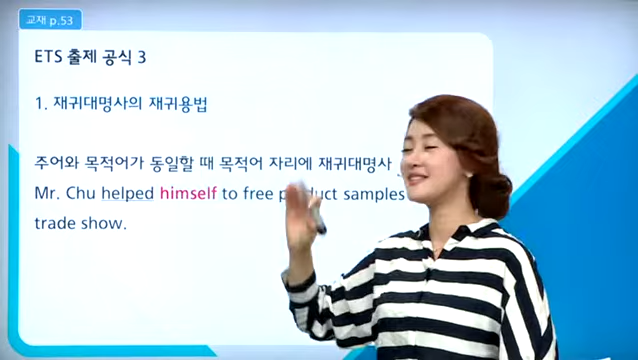 교재 p.53
ETS 출제 공식 3
1. 재귀대명사의 재귀용법
주어와 목적어가 동일할 때 목적어 자리에 재귀대명사
Mr. Chu helped himself to free samples
trade show.